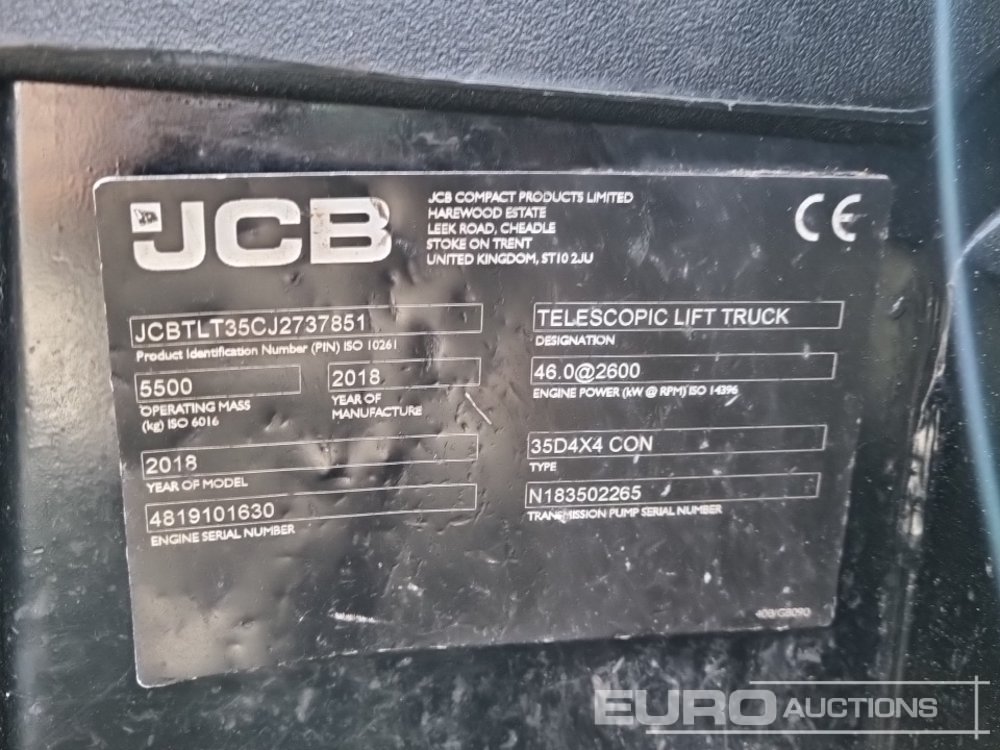 JCB
JCB COMPACT PRODUCTS LIMITED
HAREWOOD ESTATE
LEEK ROAD, CHEADLE
STOKE ON TRENT
UNITED KINGDOM, ST10 2JU
CE
JCBTLT35CJ2737851
Product Identification Number (PIN) ISO 10261
5500
OPERATING MASS
(kg) ISO 6016
2018
YEAR OF
MANUFACTURE
2018
YEAR OF MODEL
4819101630
ENGINE SERIAL NUMBER
TELESCOPIC LIFT TRUCK
DESIGNATION
46.0@2600
ENGINE POWER (kW @ RPM) ISO 14396
35D4X4 CON
TYPE
N183502265
TRANSMISSION PUMP SERIAL NUMBER
EURO AUCTIONS